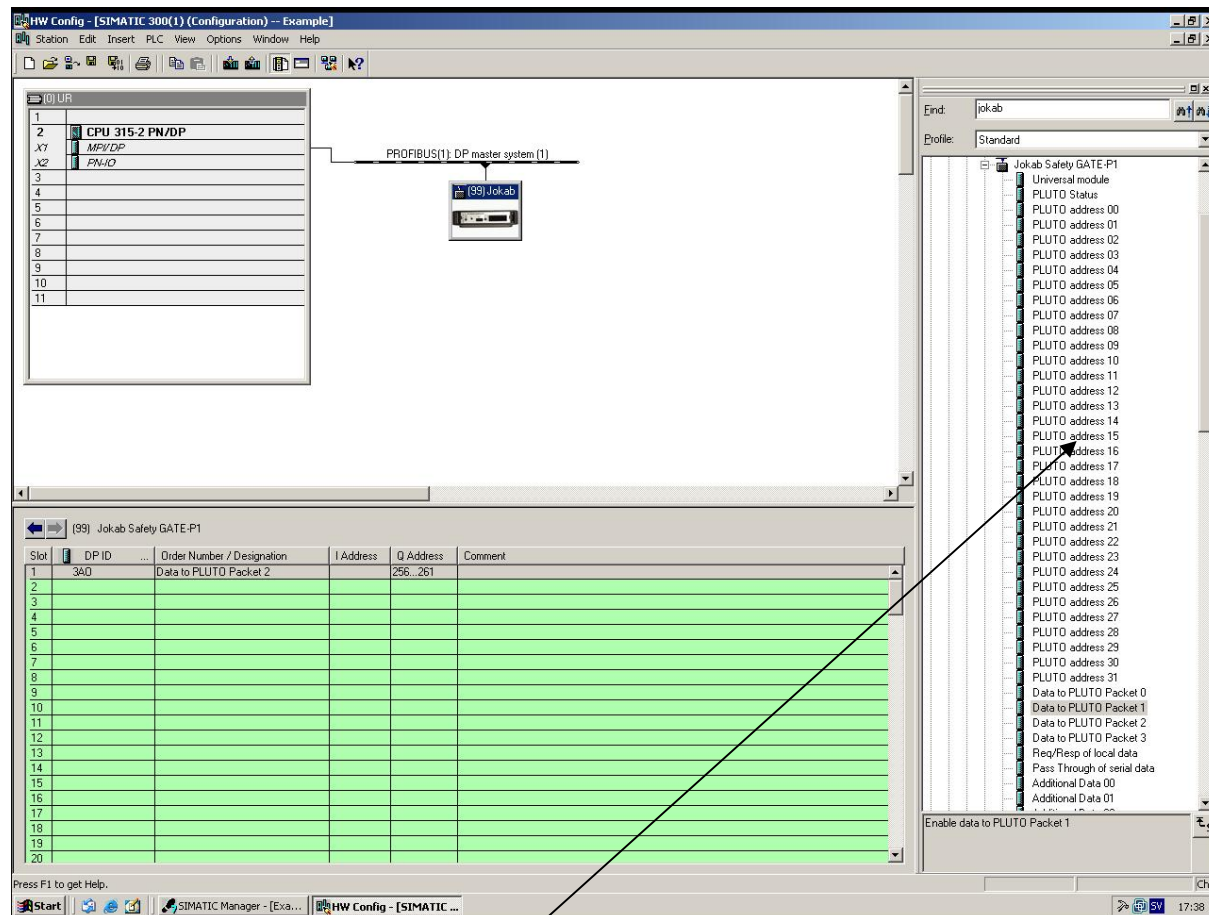 HW Config - [SIMATIC 300(1) (Configuration) -- Example]
Station Edit Insert PLC View Options Window Help
(0) UR
1
2 CPU 315-2 PN/DP
X1 MPI/DP
X2 PN-IO
3
4
5
6
7
8
9
10
11
PROFIBUS(1): DP master system (1)
(99) Jokab
(99) Jokab Safety GATE-P1
Slot DP ID ... Order Number / Designation I Address Q Address Comment
1 3AO Data to PLUTO Packet 2 256...261
2
3
4
5
6
7
8
9
10
11
12
13
14
15
16
17
18
19
20
Find: jokab
Profile: Standard
Jokab Safety GATE-P1
Universal module
PLUTO Status
PLUTO address 00
PLUTO address 01
PLUTO address 02
PLUTO address 03
PLUTO address 04
PLUTO address 05
PLUTO address 06
PLUTO address 07
PLUTO address 08
PLUTO address 09
PLUTO address 10
PLUTO address 11
PLUTO address 12
PLUTO address 13
PLUTO address 14
PLUTO address 15
PLUTO address 16
PLUTO address 17
PLUTO address 18
PLUTO address 19
PLUTO address 20
PLUTO address 21
PLUTO address 22
PLUTO address 23
PLUTO address 24
PLUTO address 25
PLUTO address 26
PLUTO address 27
PLUTO address 28
PLUTO address 29
PLUTO address 30
PLUTO address 31
Data to PLUTO Packet 0
Data to PLUTO Packet 1
Data to PLUTO Packet 2
Data to PLUTO Packet 3
Req/Resp of local data
Pass Through of serial data
Additional Data 00
Additional Data 01
Enable data to PLUTO Packet 1
Press F1 to get Help.
Ch
Start SIMATIC Manager - [Exa... HW Config - [SIMATIC ... SV 17:38